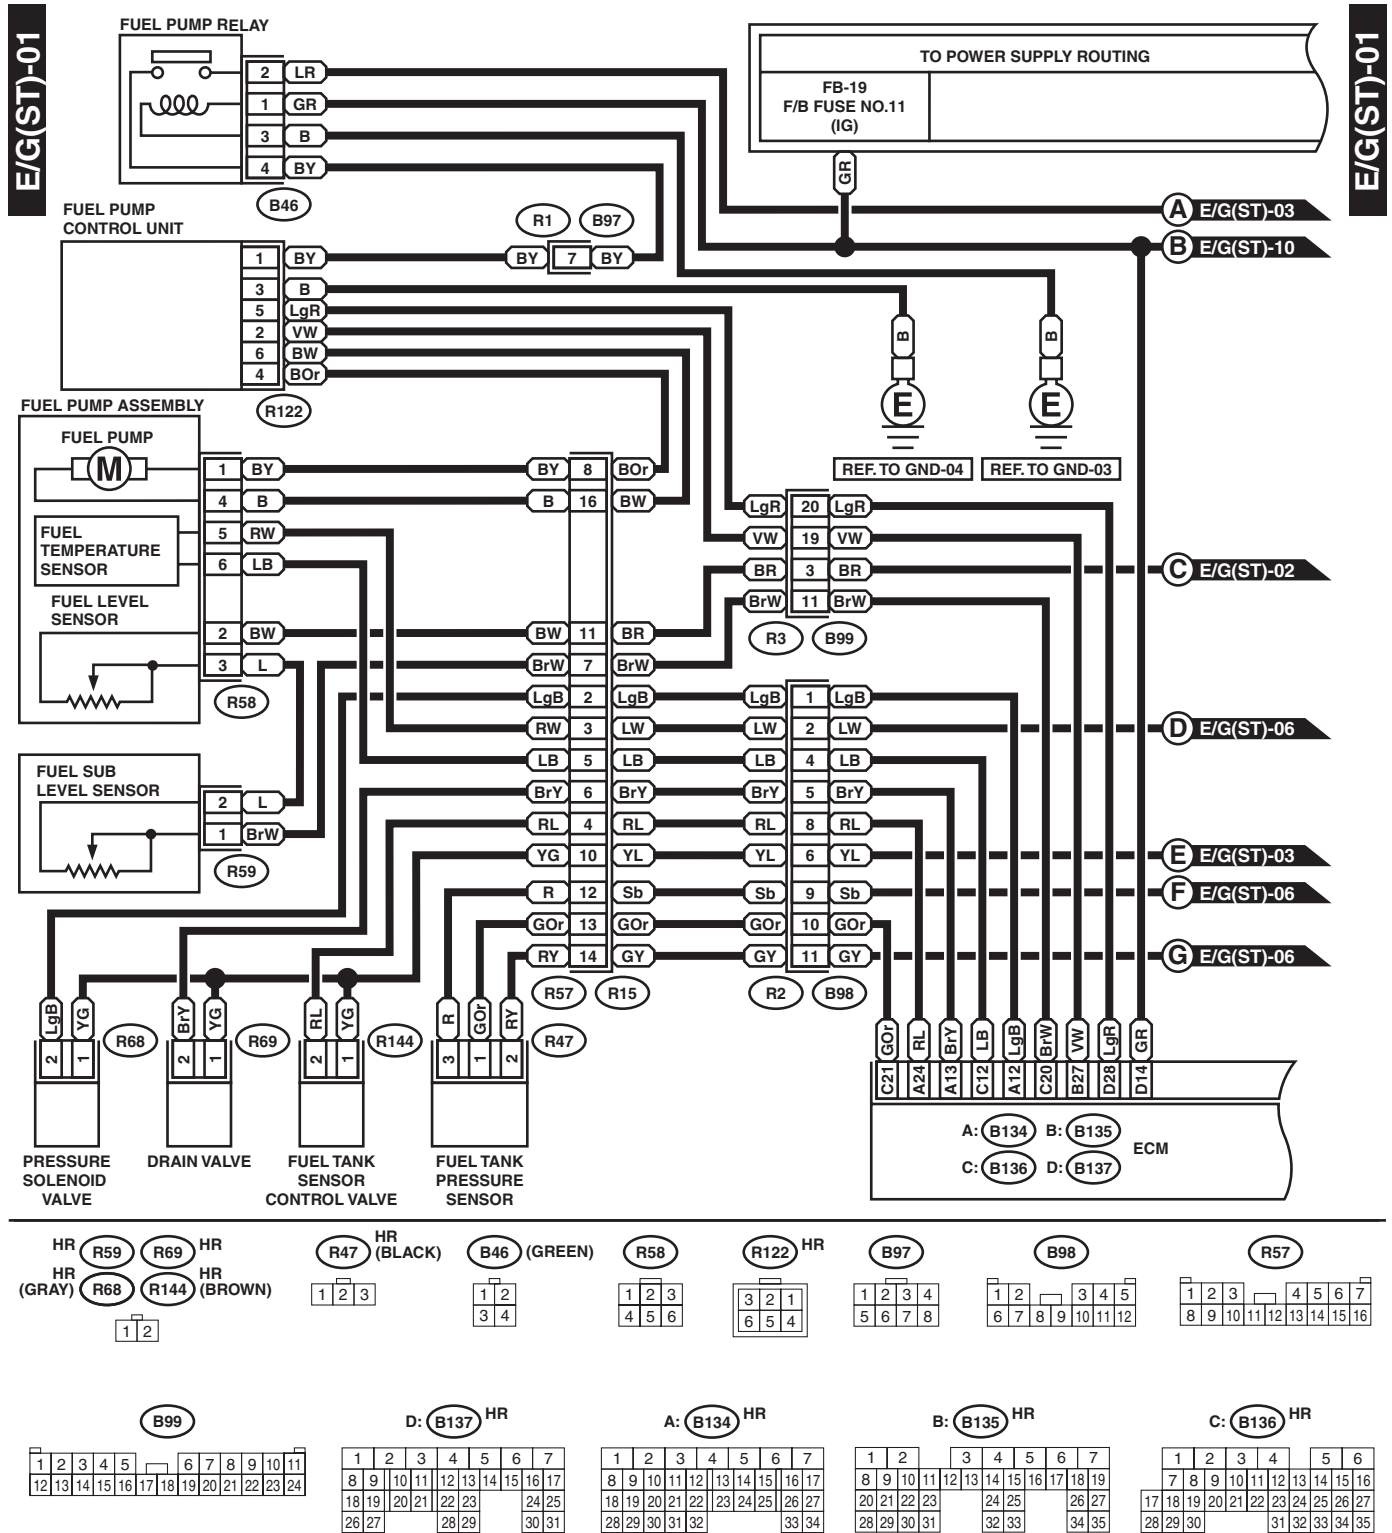 E/G(ST)-01
E/G(ST)-01
FUEL PUMP RELAY
2 LR
1 GR
3 B
4 BY
B46
TO POWER SUPPLY ROUTING
FB-19
F/B FUSE NO.11
(IG)
GR
A E/G(ST)-03
B E/G(ST)-10
FUEL PUMP
CONTROL UNIT
R1 B97
1 BY BY 7 BY
3 B
5 LgR
2 VW
6 BW
4 BOr
R122
B B
E E
REF. TO GND-04 REF. TO GND-03
FUEL PUMP ASSEMBLY
FUEL PUMP
M
1 BY BY 8 BOr
4 B B 16 BW
FUEL
TEMPERATURE
SENSOR
5 RW
6 LB
LgR 20 LgR
VW 19 VW
BR 3 BR
C E/G(ST)-02
BrW 11 BrW
R3 B99
FUEL LEVEL
SENSOR
2 BW BW 11 BR
3 L BrW 7 BrW
R58
LgB 2 LgB LgB 1 LgB
RW 3 LW LW 2 LW
D E/G(ST)-06
LB 5 LB LB 4 LB
BrY 6 BrY BrY 5 BrY
RL 4 RL RL 8 RL
YG 10 YL YL 6 YL
E E/G(ST)-03
R 12 Sb Sb 9 Sb
F E/G(ST)-06
GOr 13 GOr GOr 10 GOr
RY 14 GY GY 11 GY
G E/G(ST)-06
R57 R15 R2 B98
FUEL SUB
LEVEL SENSOR
2 L
1 BrW
R59
LgB YG BrY YG RL YG R GOr RY
2 1 R68 2 1 R69 2 1 R144 3 1 2 R47
PRESSURE
SOLENOID
VALVE
DRAIN VALVE
FUEL TANK
SENSOR
CONTROL VALVE
FUEL TANK
PRESSURE
SENSOR
GOr RL BrY LB LgB BrW VW LgR GR
C21 A24 A13 C12 A12 C20 B27 D28 D14
A: B134 B: B135
C: B136 D: B137
ECM
HR R59 R69 HR
HR (GRAY) R68 R144 HR (BROWN)
1 2
R47 HR (BLACK)
1 2 3
B46 (GREEN)
1 2
3 4
R58
1 2 3
4 5 6
R122 HR
3 2 1
6 5 4
B97
1 2 3 4
5 6 7 8
B98
1 2 3 4 5
6 7 8 9 10 11 12
R57
1 2 3 4 5 6 7
8 9 10 11 12 13 14 15 16
B99
1 2 3 4 5 6 7 8 9 10 11
12 13 14 15 16 17 18 19 20 21 22 23 24
D: B137 HR
1 2 3 4 5 6 7
8 9 10 11 12 13 14 15 16 17
18 19 20 21 22 23 24 25
26 27 28 29 30 31
A: B134 HR
1 2 3 4 5 6 7
8 9 10 11 12 13 14 15 16 17
18 19 20 21 22 23 24 25 26 27
28 29 30 31 32 33 34
B: B135 HR
1 2 3 4 5 6 7
8 9 10 11 12 13 14 15 16 17 18 19
20 21 22 23 24 25 26 27
28 29 30 31 32 33 34 35
C: B136 HR
1 2 3 4 5 6
7 8 9 10 11 12 13 14 15 16
17 18 19 20 21 22 23 24 25 26 27
28 29 30 31 32 33 34 35